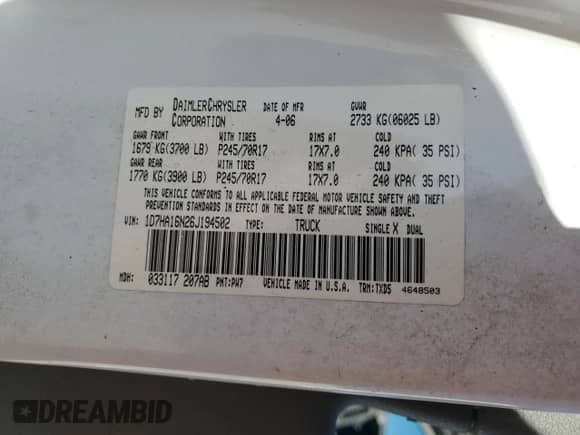 MFD BY DAIMLERCHRYSLER CORPORATION DATE OF MFR 4-06 GVWR 2733 KG(06025 LB)
GAWR FRONT WITH TIRES RIMS AT COLD
1679 KG(3700 LB) P245/70R17 17X7.0 240 KPA( 35 PSI)
GAWR REAR WITH TIRES RIMS AT COLD
1770 KG(3900 LB) P245/70R17 17X7.0 240 KPA( 35 PSI)
THIS VEHICLE CONFORMS TO ALL APPLICABLE FEDERAL MOTOR VEHICLE SAFETY AND THEFT
PREVENTION STANDARDS IN EFFECT ON THE DATE OF MANUFACTURE SHOWN ABOVE.
VIN: 1D7HA16N26J194502 TYPE: TRUCK SINGLE X DUAL
MDH: 033117 207AB PNT:PW7 VEHICLE MADE IN U.S.A. TRM:TXD5 4648503
DREAMBID